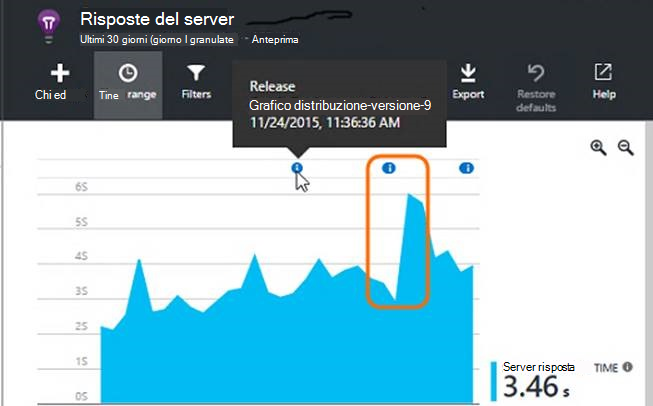 Risposte del server
Ultimi 30 giorni (giorno I granulate - Anteprima
Chi ed
Tine range
Filters
Export
Restore defaults
Help
Release
Grafico distribuzione-versione-9
11/24/2015, 11:36:36 AM
6S
5S
4S
3S
2S
1S
0S
Server risposta
TIME
3.46 s